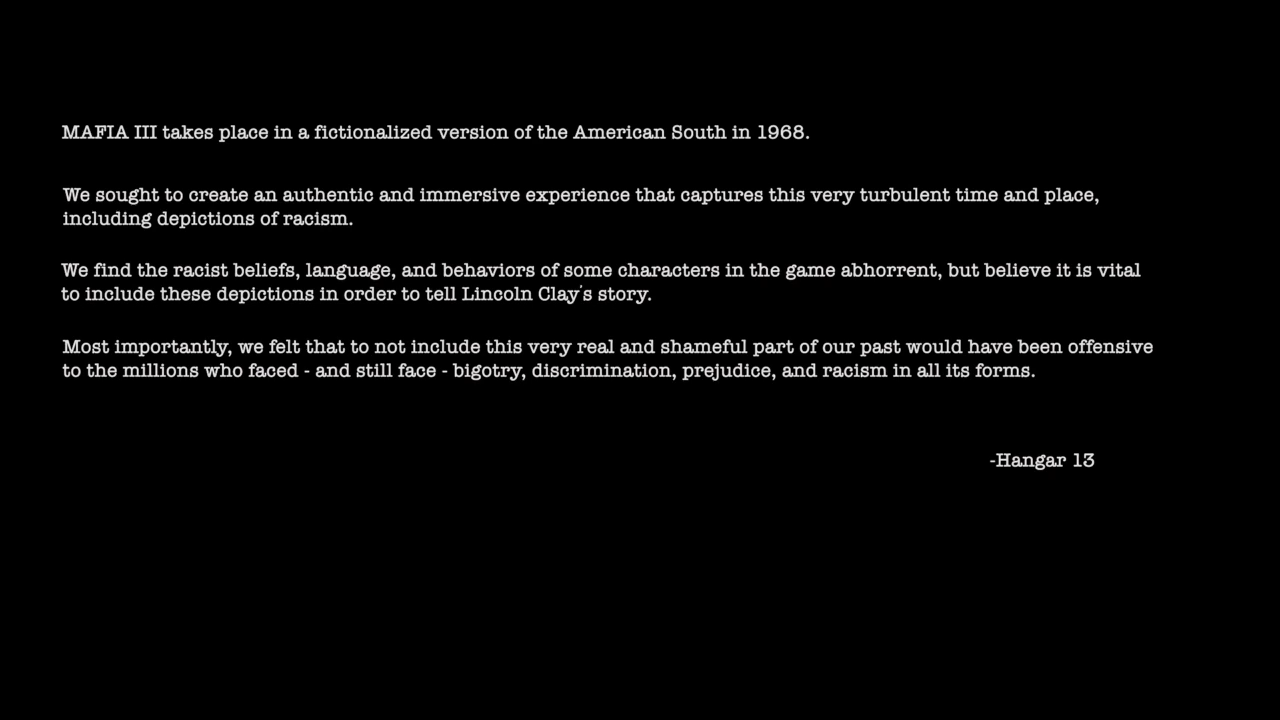 MAFIA III takes place in a fictionalized version of the American South in 1968.
We sought to create an authentic and immersive experience that captures this very turbulent time and place,
including depictions of racism.
We find the racist beliefs, language, and behaviors of some characters in the game abhorrent, but believe it is vital
to include these depictions in order to tell Lincoln Clay's story.
Most importantly, we felt that to not include this very real and shameful part of our past would have been offensive
to the millions who faced - and still face - bigotry, discrimination, prejudice, and racism in all its forms.
-Hangar 13